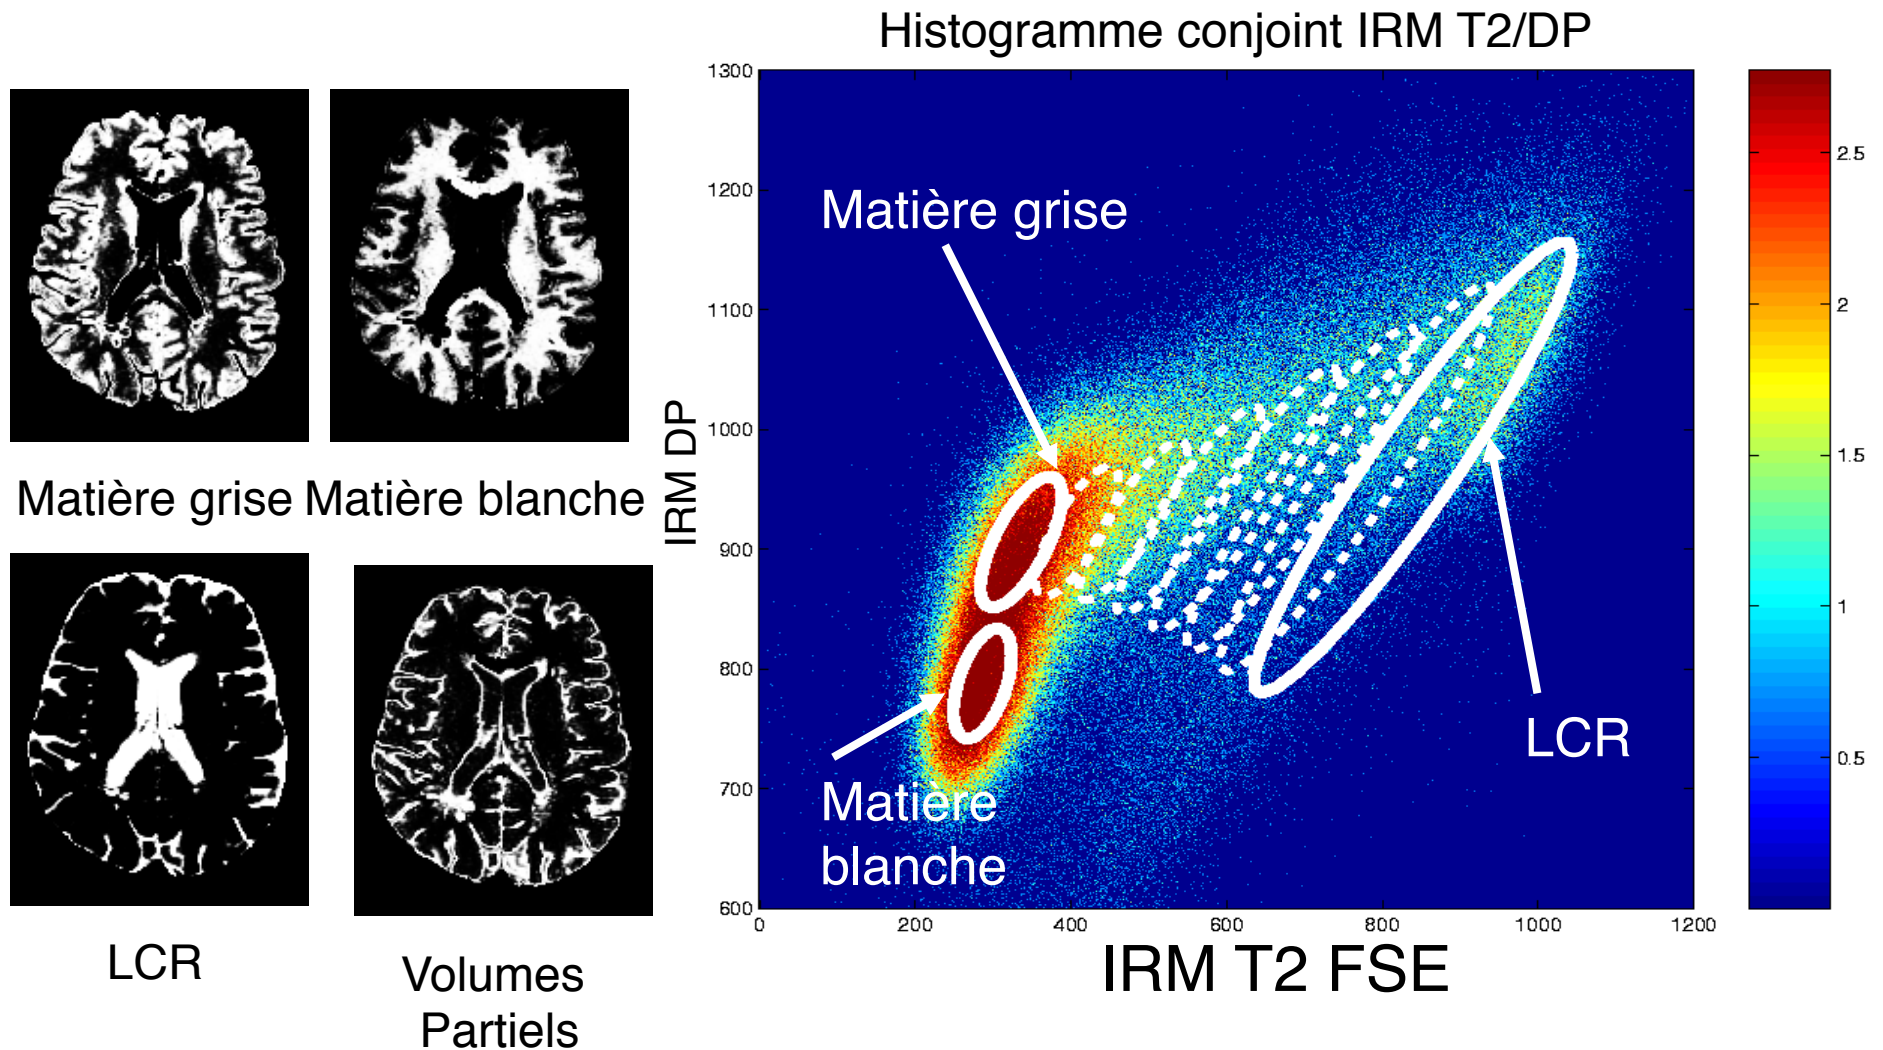 Histogramme conjoint IRM T2/DP
Matière grise
Matière blanche
LCR
Volumes
Partiels
IRM DP
1300
1200
1100
1000
900
800
700
600
0
200
400
600
800
1000
1200
IRM T2 FSE
Matière grise
Matière
blanche
LCR
2.5
2
1.5
1
0.5